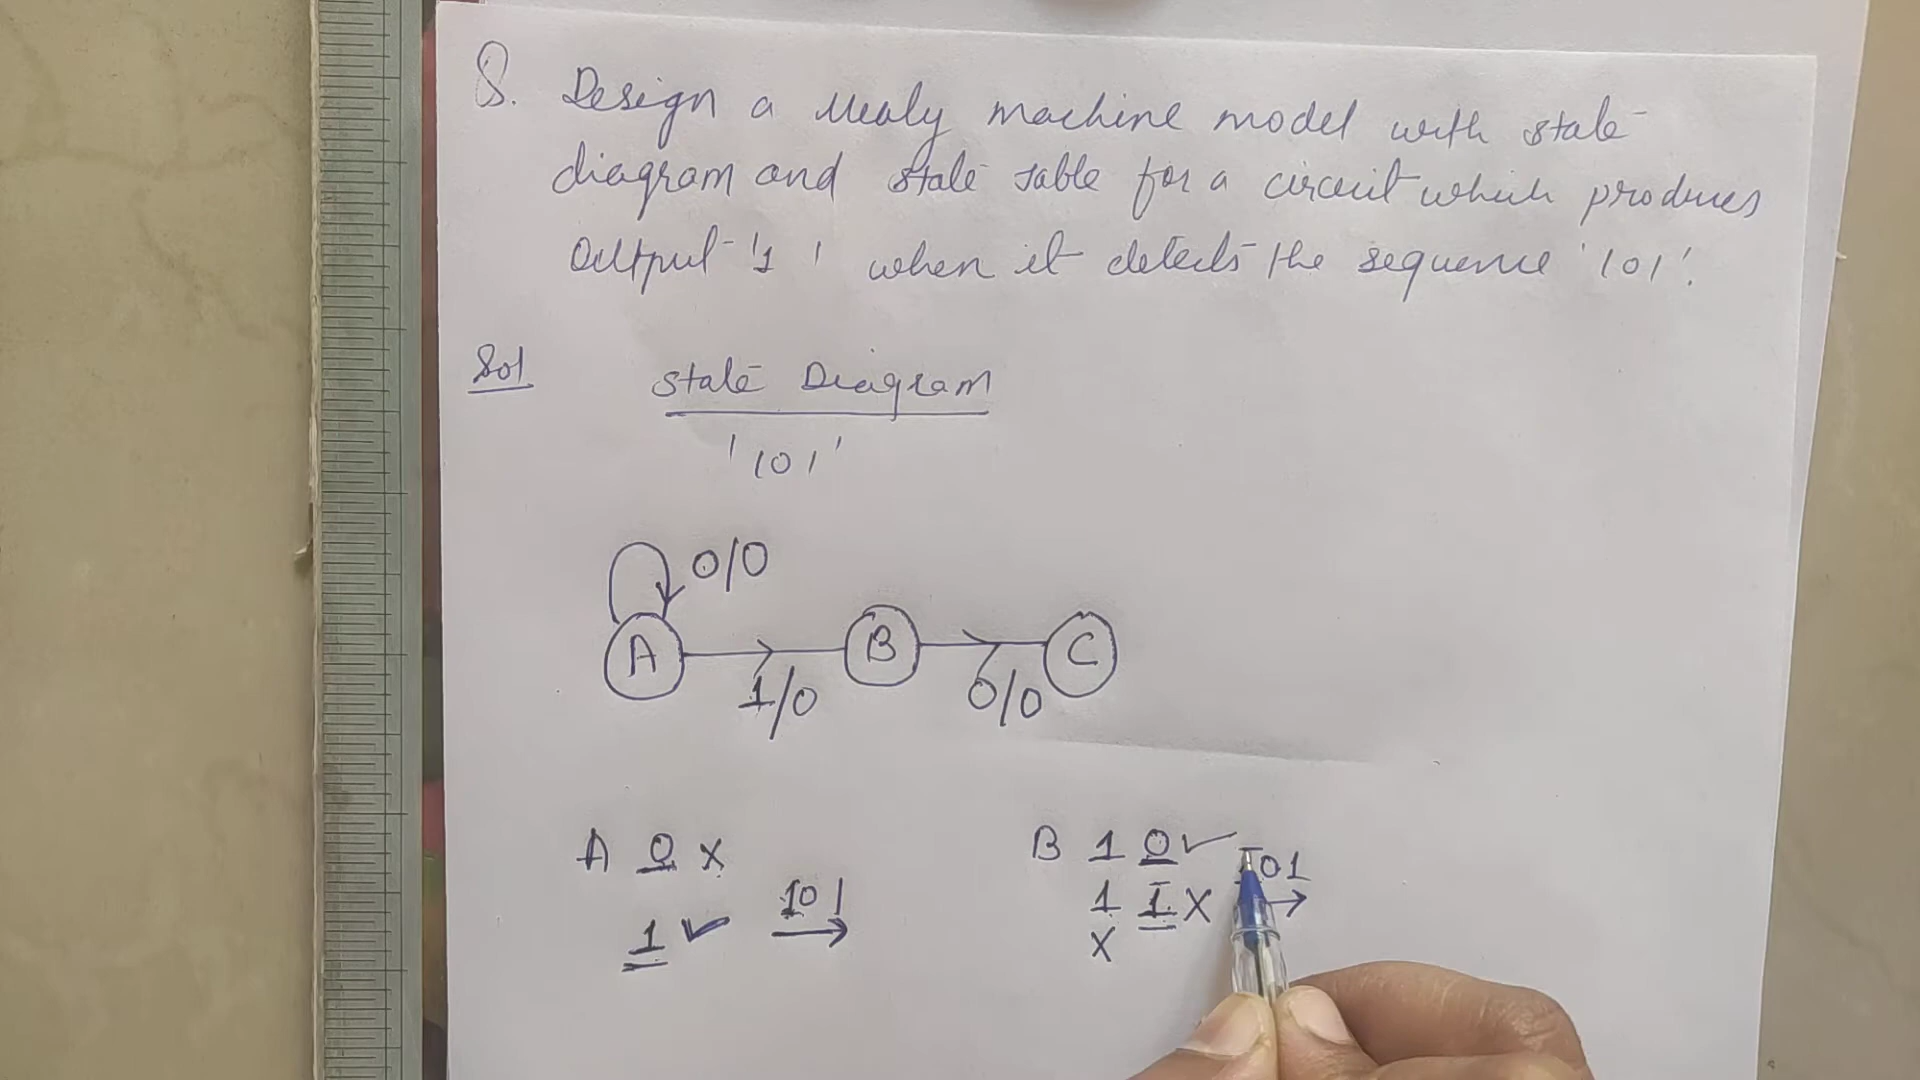 Q. Design a Mealy machine model with state
diagram and state table for a circuit which produces
Output '1' when it detects the sequence '101'.
Sol
State Diagram
'101'
0/0
A
B
C
1/0
0/0
A 0 x
1 ✓
101
B 1 0 ✓
1 1 x
x
101